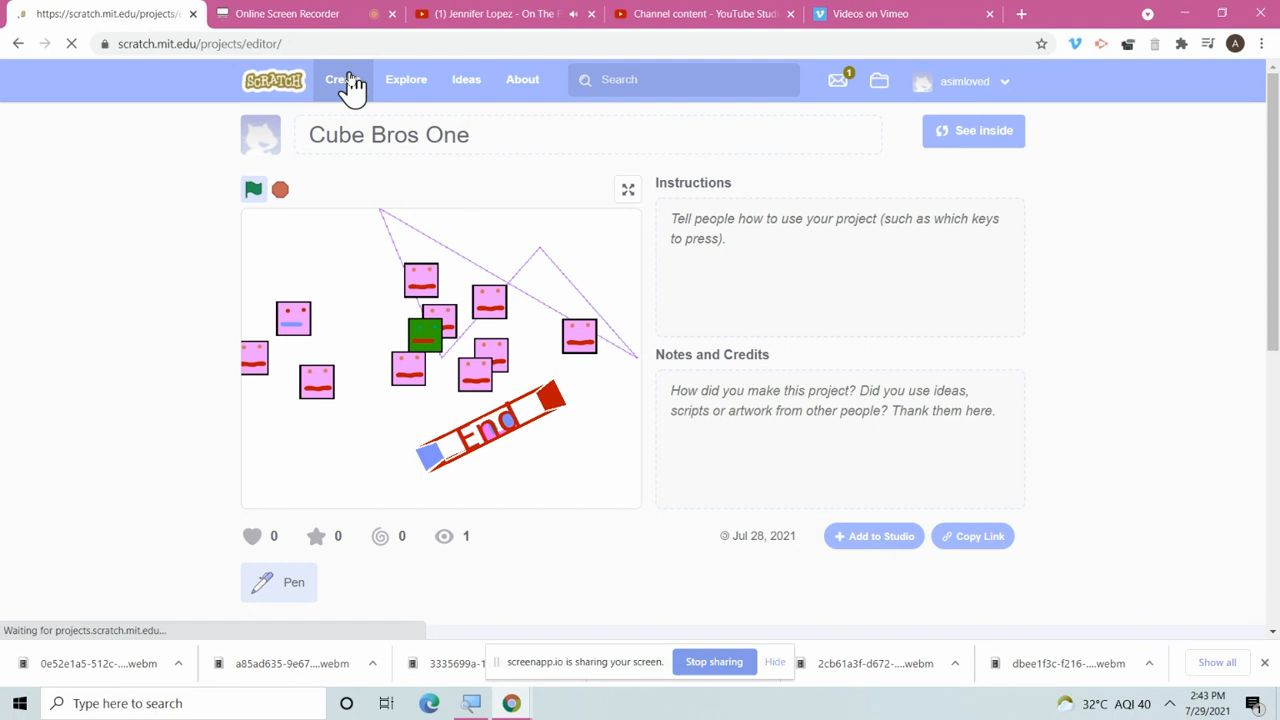 https://scratch.mit.edu/projects/e
Online Screen Recorder
(1) Jennifer Lopez - On The F
Channel content - YouTube Studi
Videos on Vimeo
scratch.mit.edu/projects/editor/
A
SCRATCH
Explore
Ideas
About
Search
1
asimloved
Cube Bros One
See inside
Instructions
Tell people how to use your project (such as which keys
to press).
End
Notes and Credits
How did you make this project? Did you use ideas,
scripts or artwork from other people? Thank them here.
0
0
0
1
© Jul 28, 2021
Add to Studio
Copy Link
Pen
Waiting for projects.scratch.mit.edu...
0e52e1a5-512c-....webm
a85ad635-9e67....webm
3335699a-1
screenapp.io is sharing your screen.
Stop sharing
Hide
2cb61a3f-d672-....webm
dbee1f3c-f216-....webm
Show all
Type here to search
32°C AQI 40
2:43 PM
7/29/2021
1